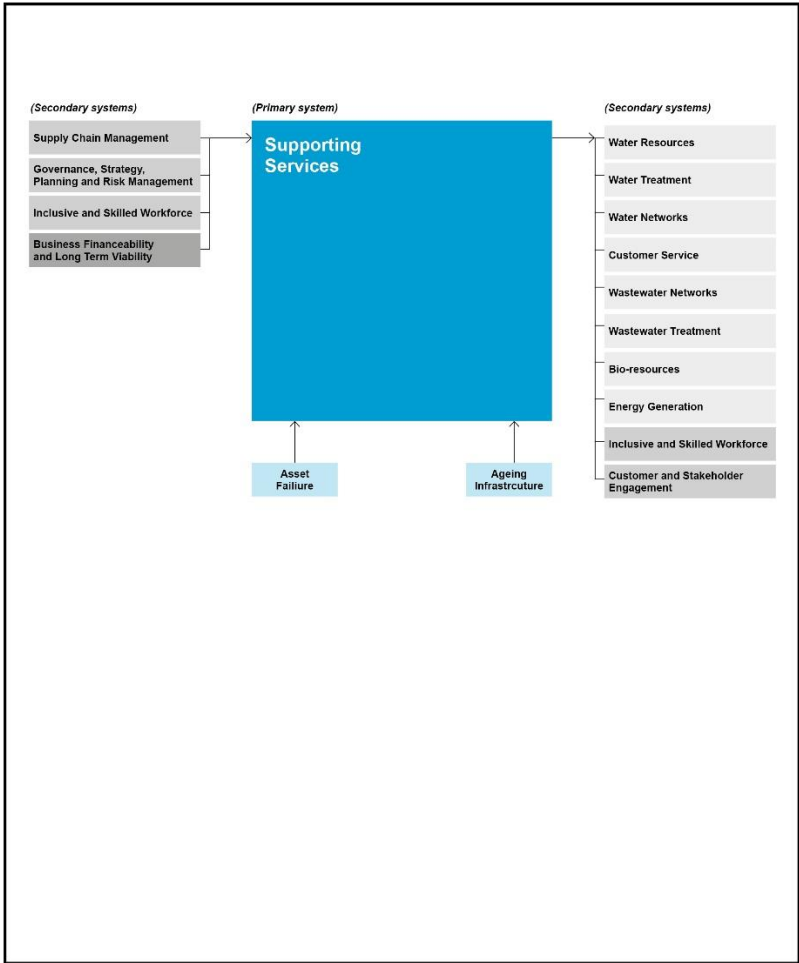 (Secondary systems)
Supply Chain Management
Governance, Strategy,
Planning and Risk Management
Inclusive and Skilled Workforce
Business Financeability
and Long Term Viability
(Primary system)
Supporting
Services
Asset
Failiure
Ageing
Infrastrcuture
(Secondary systems)
Water Resources
Water Treatment
Water Networks
Customer Service
Wastewater Networks
Wastewater Treatment
Bio-resources
Energy Generation
Inclusive and Skilled Workforce
Customer and Stakeholder
Engagement